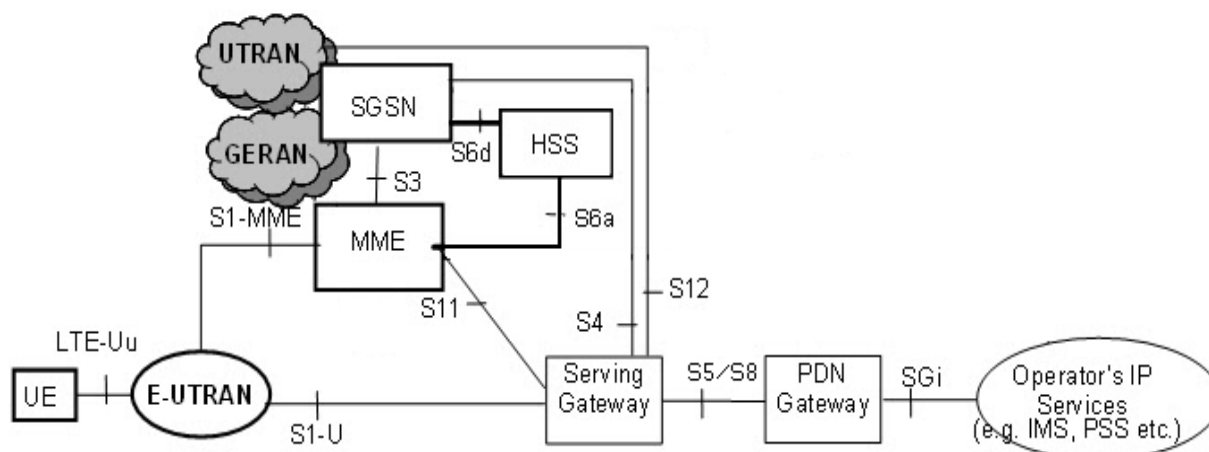 UTRAN
SGSN
HSS
S6d
GERAN
S3
S6a
S1-MME
MME
S12
S11
S4
LTE-Uu
UE
E-UTRAN
S1-U
Serving
Gateway
S5/S8
PDN
Gateway
SGi
Operator's IP
Services
(e.g. IMS, PSS etc.)